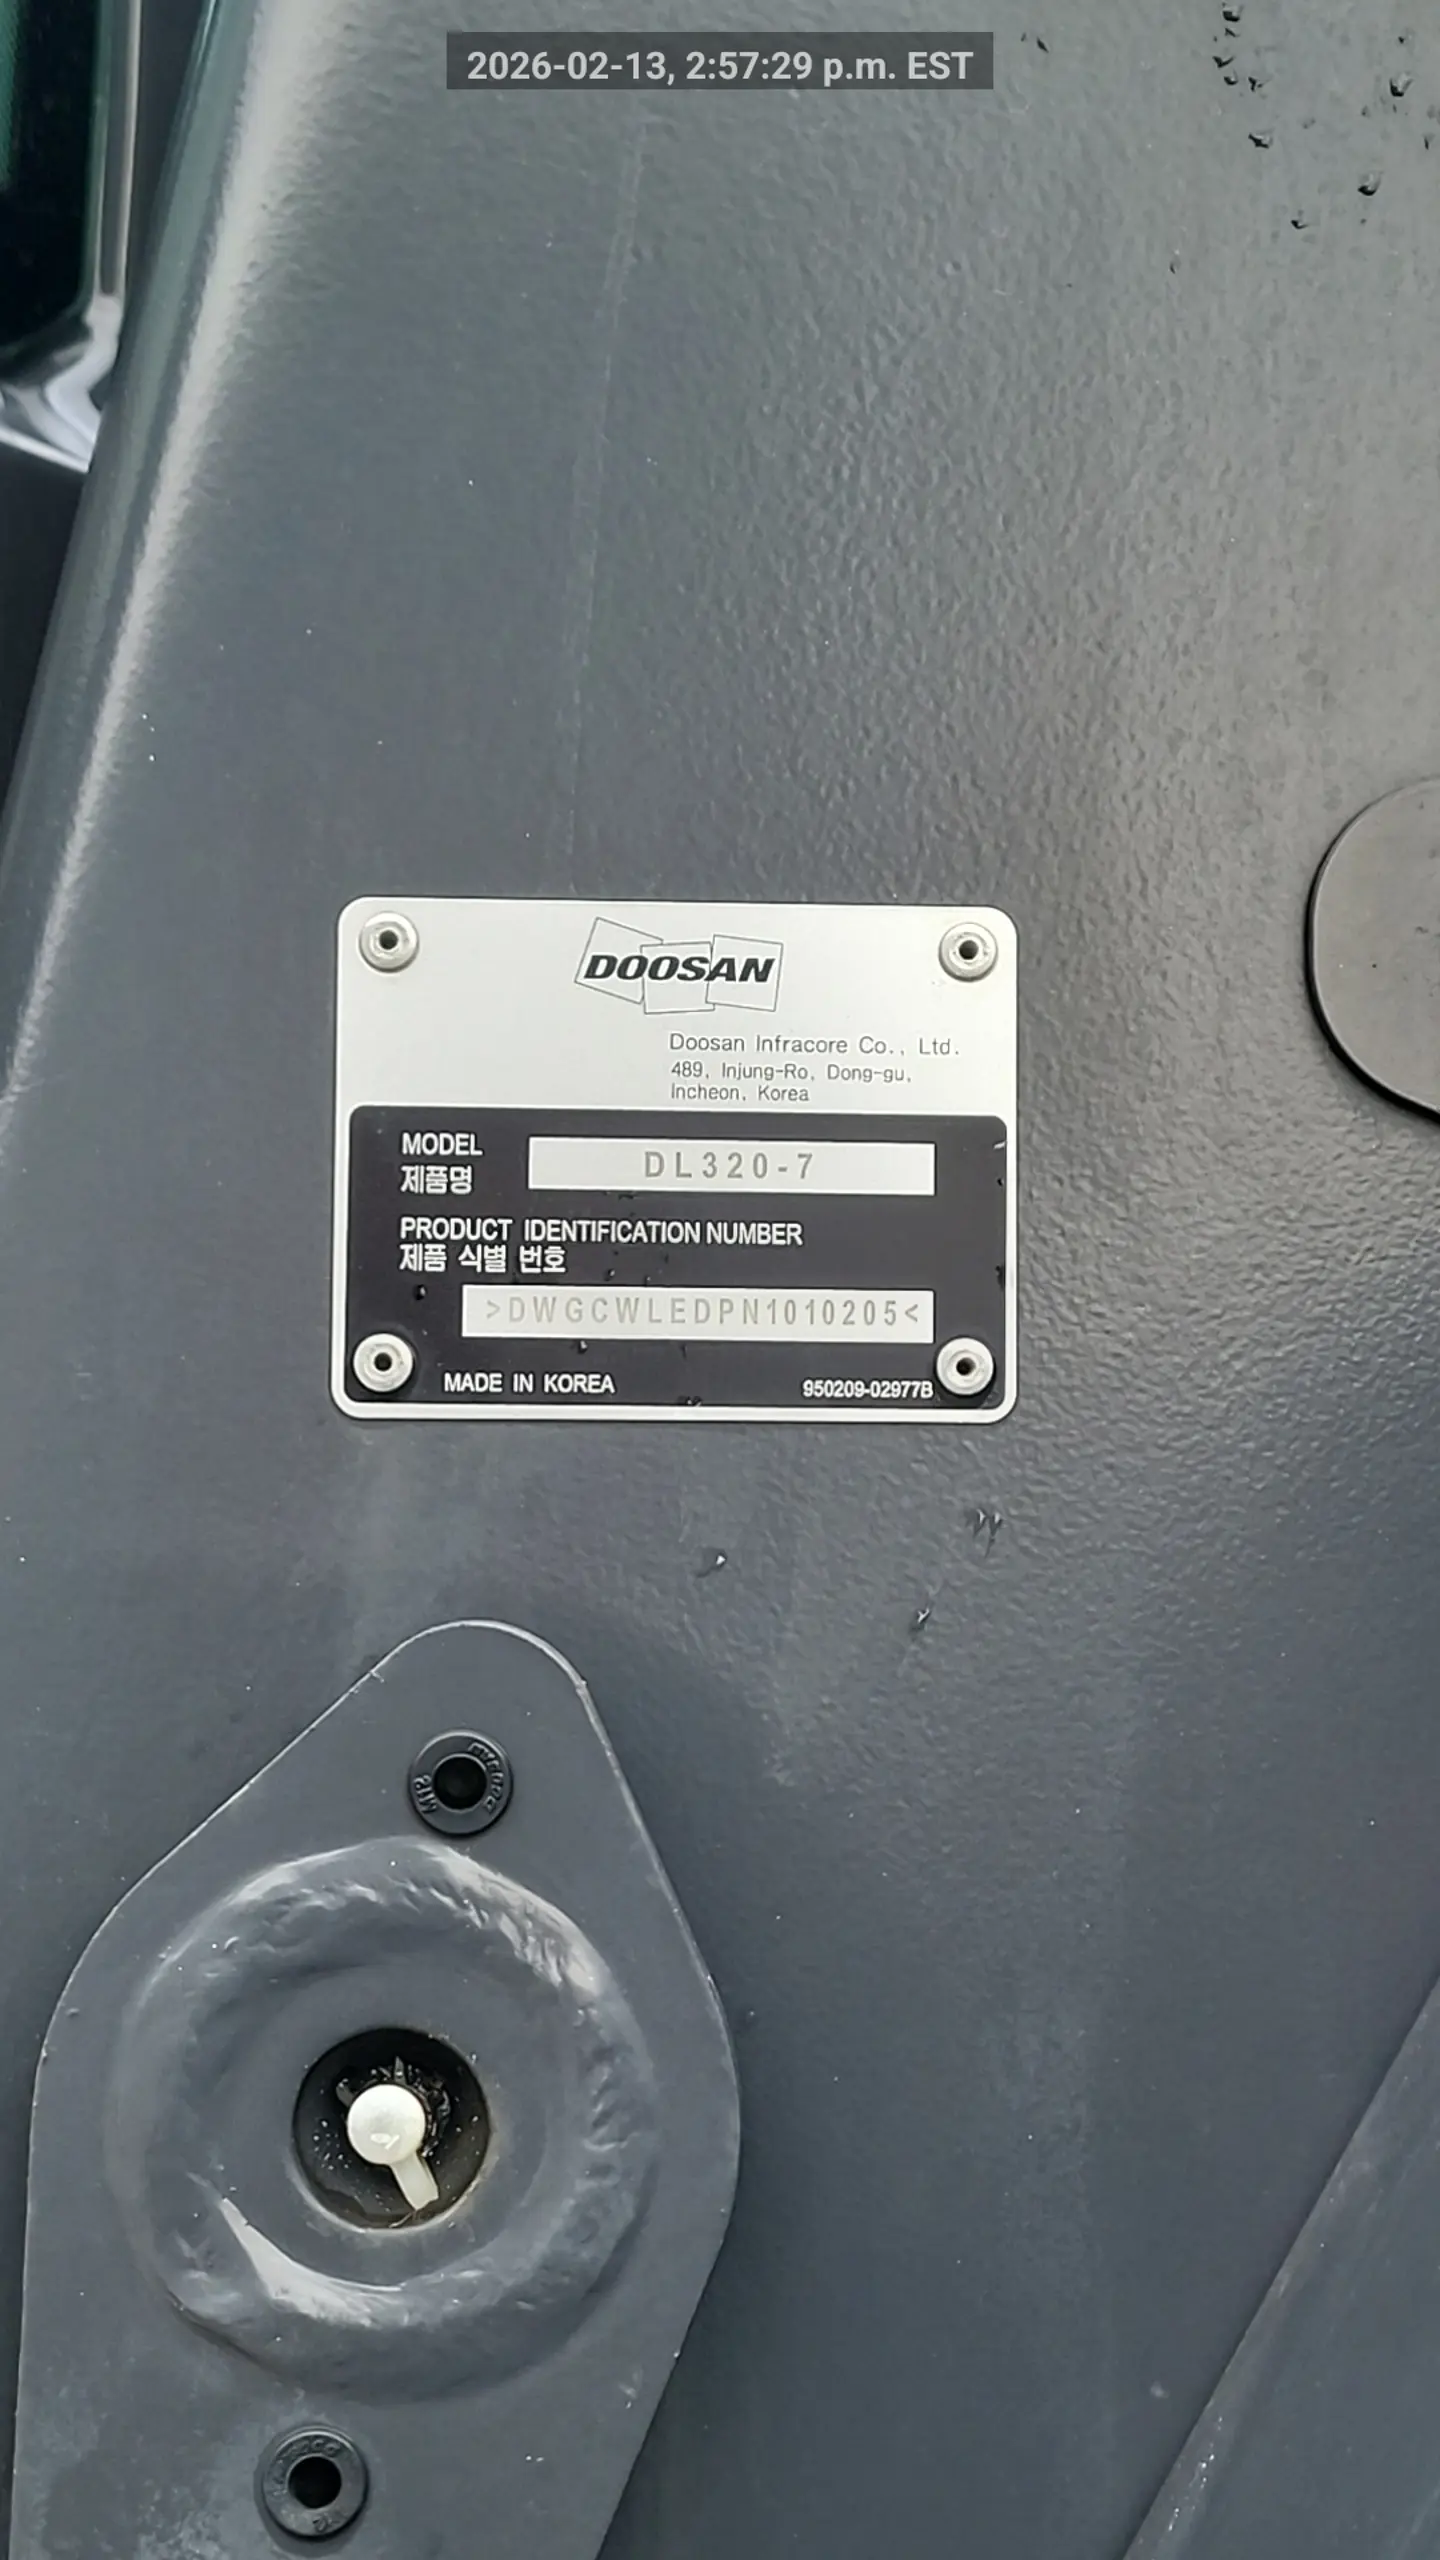 2026-02-13, 2:57:29 p.m. EST
DOOSAN
Doosan Infracore Co., Ltd.
489, Injung-Ro, Dong-gu,
Incheon, Korea
MODEL
제품명
DL320-7
PRODUCT IDENTIFICATION NUMBER
제품 식별 번호
>DWGCWLEDPN1010205<
MADE IN KOREA
950209-02977B
DOOSAN
M12